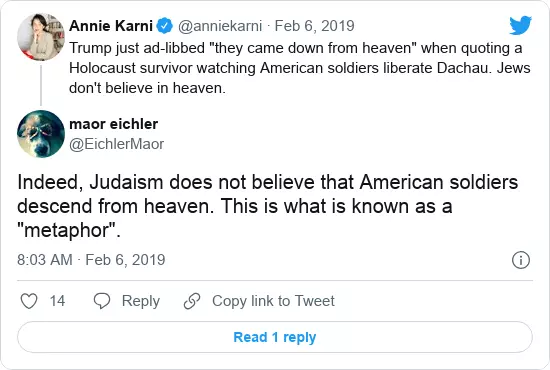 Annie Karni @anniekarni · Feb 6, 2019
Trump just ad-libbed "they came down from heaven" when quoting a
Holocaust survivor watching American soldiers liberate Dachau. Jews
don't believe in heaven.
maor eichler
@EichlerMaor
Indeed, Judaism does not believe that American soldiers
descend from heaven. This is what is known as a
"metaphor".
8:03 AM · Feb 6, 2019
14 Reply Copy link to Tweet
Read 1 reply